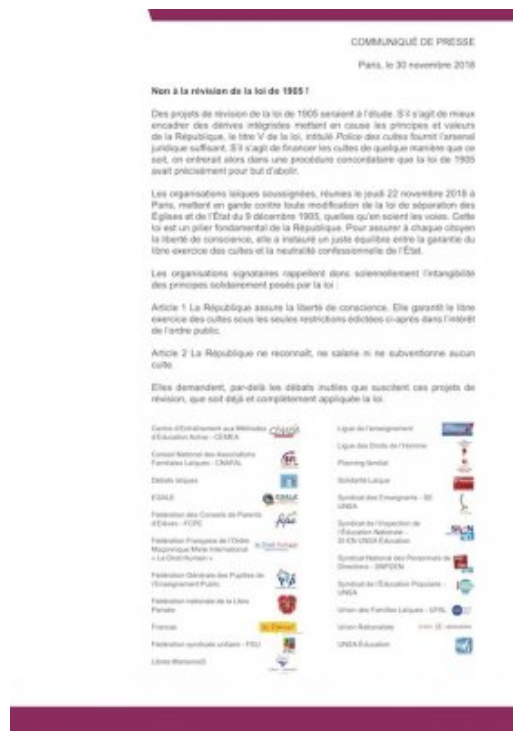 COMMUNIQUÉ DE PRESSE
Paris, le 30 novembre 2018
Non à la révision de la loi de 1905 !
Des projets de révision de la loi de 1905 seraient à l'étude. S'il s'agit de mieux
encadrer des dérives intégristes mettant en cause les principes et valeurs
de la République, le titre V de la loi, intitulé Police des cultes fournit l'arsenal
juridique suffisant. S'il s'agit de financer les cultes de quelque manière que ce
soit, on entrerait alors dans une procédure concordataire que la loi de 1905
avait précisément pour but d'abolir.
Les organisations laïques soussignées, réunies le jeudi 22 novembre 2018 à
Paris, mettent en garde contre toute modification de la loi de séparation des
Églises et de l'État du 9 décembre 1905, quelles qu'en soient les voies. Cette
loi est un pilier fondamental de la République. Pour assurer à chaque citoyen
la liberté de conscience, elle a instauré un juste équilibre entre la garantie du
libre exercice des cultes et la neutralité confessionnelle de l'État.
Les organisations signataires rappellent donc solennellement l'intangibilité
des principes solidairement posés par la loi :
Article 1 La République assure la liberté de conscience. Elle garantit le libre
exercice des cultes sous les seules restrictions édictées ci-après dans l'intérêt
de l'ordre public.
Article 2 La République ne reconnaît, ne salarie ni ne subventionne aucun
culte.
Elles demandent, par-delà les débats inutiles que suscitent ces projets de
révision, que soit déjà et complètement appliquée la loi.
Centre d'Entraînement aux Méthodes
d'Education Active - CEMEA
Conseil National des Associations
Familiales Laïques - CNAFAL
Débats laïques
EGALE
EGALE
Fédération des Conseils de Parents
d'Elèves - FCPE
Fédération Française de l'Ordre
Maçonnique Mixte International
« Le Droit Humain »
Le Droit Humain
Fédération Générale des Pupilles de
l'Enseignement Public
Fédération nationale de la Libre
Pensée
Francas
Fédération syndicale unitaire - FSU
Libres MarianneS
Ligue de l'enseignement
Ligue des Droits de l'Homme
Planning familial
Solidarité Laïque
Syndicat des Enseignants - SE
UNSA
Syndicat de l'Inspection de
l'Éducation Nationale -
SI-EN UNSA Éducation
Syndicat National des Personnels de
Directions - SNPDEN
Syndicat de l'Éducation Populaire -
UNSA
Union des Familles Laïques - UFAL
Union Rationaliste
UNSA Éducation